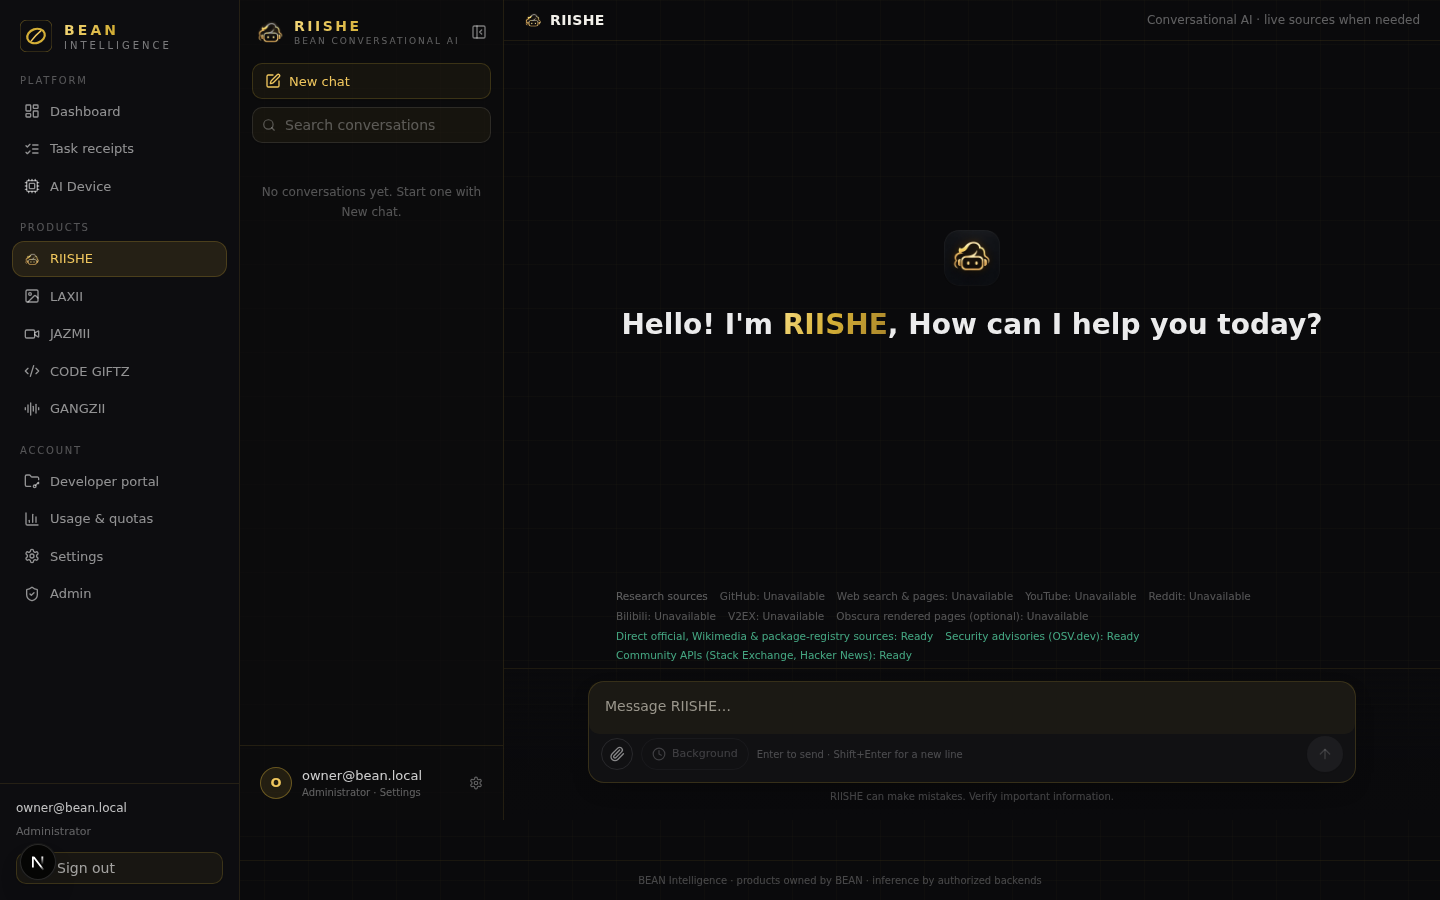 BEAN
INTELLIGENCE
PLATFORM
Dashboard
Task receipts
AI Device
PRODUCTS
RIISHE
LAXII
JAZMII
CODE GIFTZ
GANGZII
ACCOUNT
Developer portal
Usage & quotas
Settings
Admin
owner@bean.local
Administrator
N
Sign out
RIISHE
BEAN CONVERSATIONAL AI
New chat
Search conversations
No conversations yet. Start one with
New chat.
O
owner@bean.local
Administrator · Settings
RIISHE
Conversational AI · live sources when needed
Hello! I'm RIISHE, How can I help you today?
Research sources GitHub: Unavailable Web search & pages: Unavailable YouTube: Unavailable Reddit: Unavailable
Bilibili: Unavailable V2EX: Unavailable Obscura rendered pages (optional): Unavailable
Direct official, Wikimedia & package-registry sources: Ready Security advisories (OSV.dev): Ready
Community APIs (Stack Exchange, Hacker News): Ready
Message RIISHE…
Background
Enter to send · Shift+Enter for a new line
RIISHE can make mistakes. Verify important information.
BEAN Intelligence · products owned by BEAN · inference by authorized backends